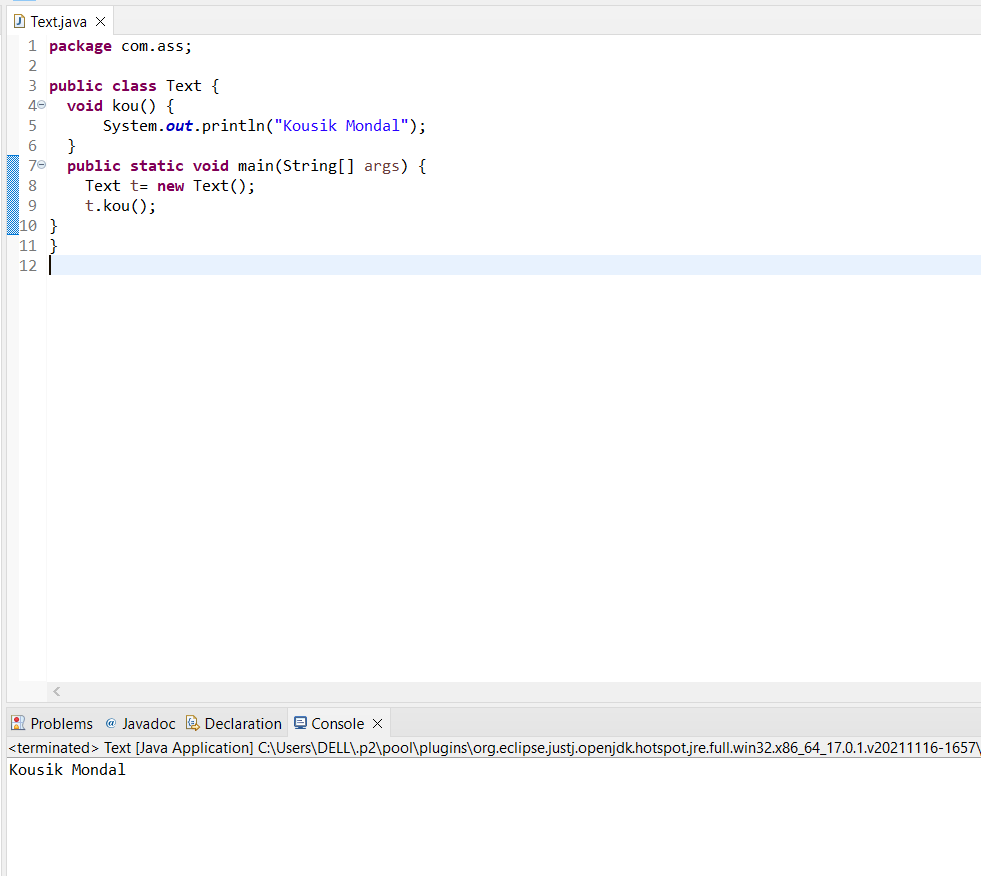 Text.java
1 package com.ass;
2
3 public class Text {
4 void kou() {
5 System.out.println("Kousik Mondal");
6 }
7 public static void main(String[] args) {
8 Text t= new Text();
9 t.kou();
10 }
11 }
12
Problems @ Javadoc Declaration Console
<terminated> Text [Java Application] C:\Users\DELL\.p2\pool\plugins\org.eclipse.justj.openjdk.hotspot.jre.full.win32.x86_64_17.0.1.v20211116-1657\
Kousik Mondal